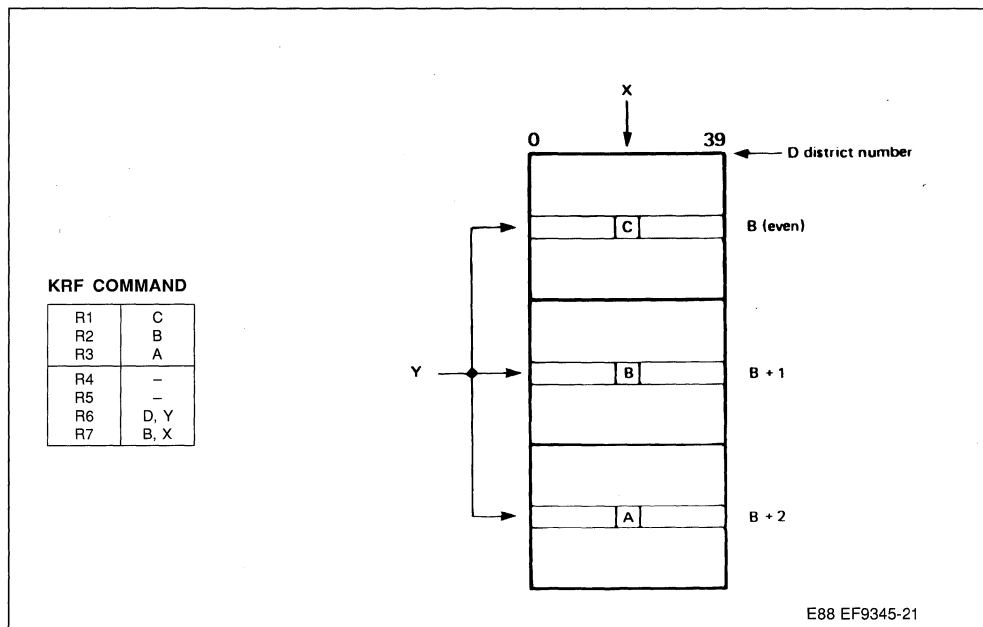 X
0 39
D district number
C B (even)
KRF COMMAND
R1 C
R2 B
R3 A
R4 –
R5 –
R6 D, Y
R7 B, X
Y B B + 1
A B + 2
E88 EF9345-21